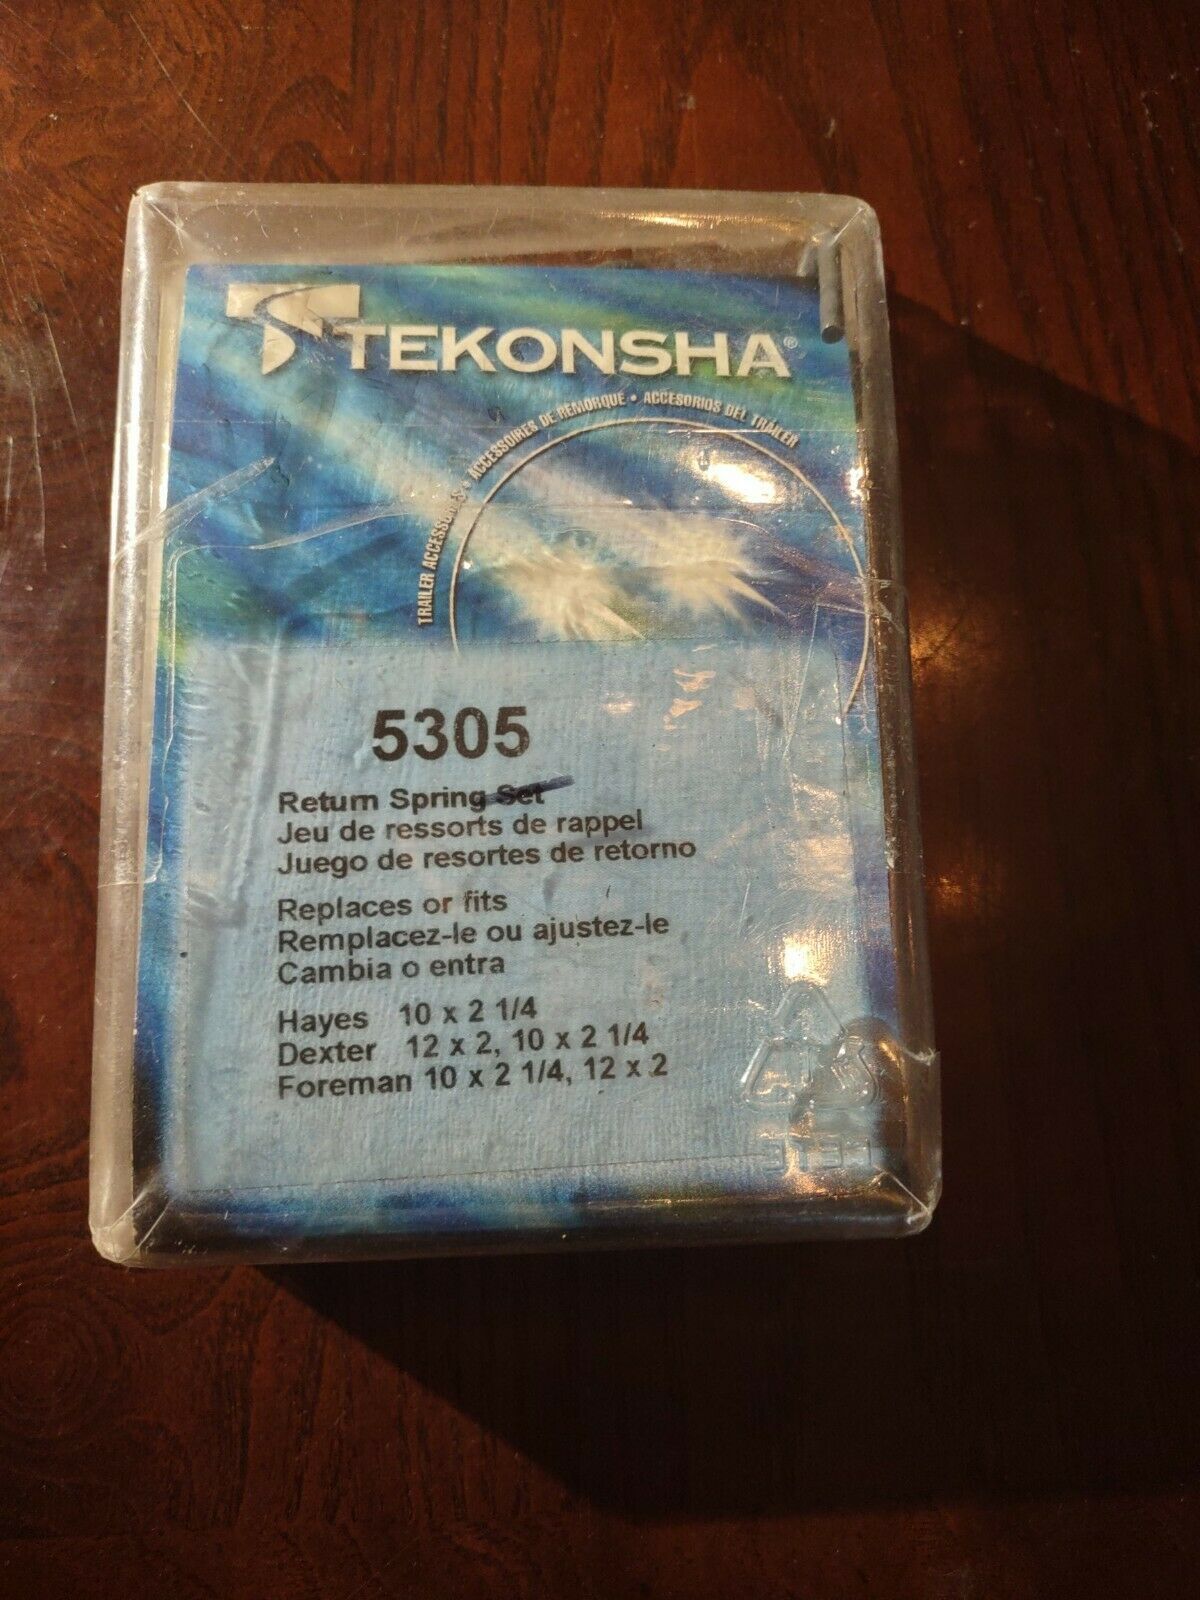 TEKONSHA®
TRAILER ACCESSORIES • ACCESSOIRES DE REMORQUE • ACCESORIOS DEL TRAILER
5305
Return Spring Set
Jeu de ressorts de rappel
Juego de resortes de retorno
Replaces or fits
Remplacez-le ou ajustez-le
Cambia o entra
Hayes 10 x 2 1/4
Dexter 12 x 2, 10 x 2 1/4
Foreman 10 x 2 1/4, 12 x 2